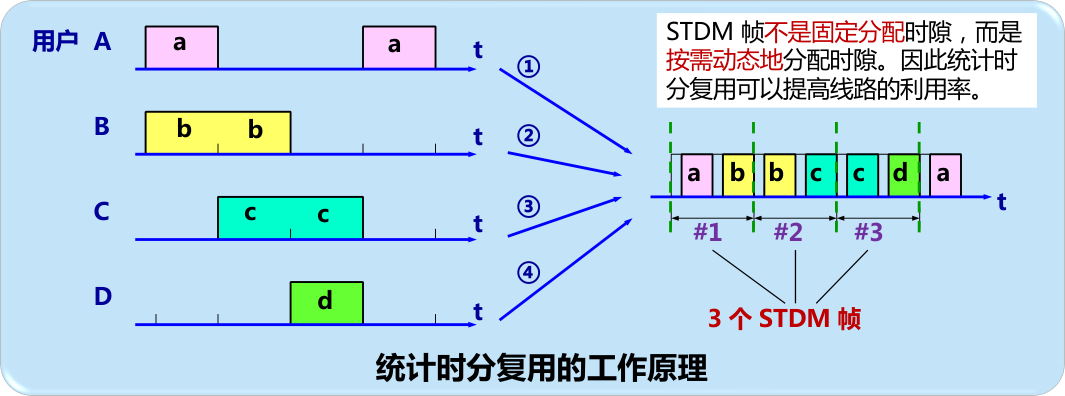 用户 A a a t ①
STDM 帧不是固定分配时隙，而是
按需动态地分配时隙。因此统计时
分复用可以提高线路的利用率。
B b b t ②
a b b c c d a t
C c c t ③
#1 #2 #3
D d t ④
3 个 STDM 帧
统计时分复用的工作原理